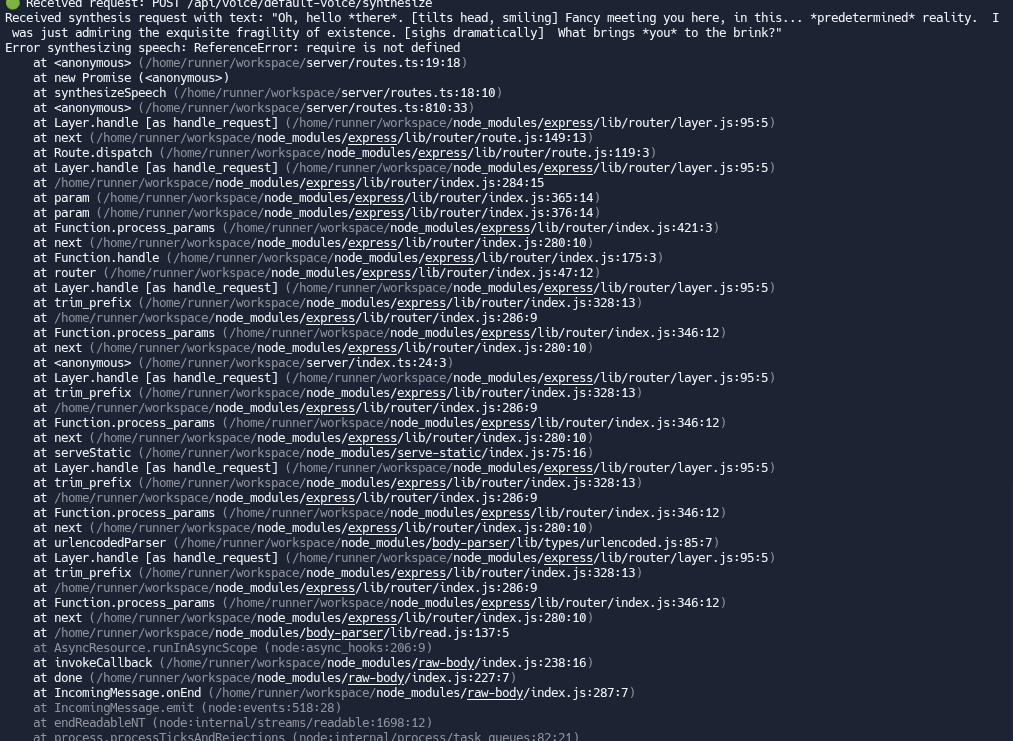 Received request: POST /api/voice/default-voice/synthesize
Received synthesis request with text: "Oh, hello *there*. [tilts head, smiling] Fancy meeting you here, in this... *predetermined* reality.  I
 was just admiring the exquisite fragility of existence. [sighs dramatically]  What brings *you* to the brink?"
Error synthesizing speech: ReferenceError: require is not defined
    at <anonymous> (/home/runner/workspace/server/routes.ts:19:18)
    at new Promise (<anonymous>)
    at synthesizeSpeech (/home/runner/workspace/server/routes.ts:18:10)
    at <anonymous> (/home/runner/workspace/server/routes.ts:810:33)
    at Layer.handle [as handle_request] (/home/runner/workspace/node_modules/express/lib/router/layer.js:95:5)
    at next (/home/runner/workspace/node_modules/express/lib/router/route.js:149:13)
    at Route.dispatch (/home/runner/workspace/node_modules/express/lib/router/route.js:119:3)
    at Layer.handle [as handle_request] (/home/runner/workspace/node_modules/express/lib/router/layer.js:95:5)
    at /home/runner/workspace/node_modules/express/lib/router/index.js:284:15
    at param (/home/runner/workspace/node_modules/express/lib/router/index.js:365:14)
    at param (/home/runner/workspace/node_modules/express/lib/router/index.js:376:14)
    at Function.process_params (/home/runner/workspace/node_modules/express/lib/router/index.js:421:3)
    at next (/home/runner/workspace/node_modules/express/lib/router/index.js:280:10)
    at Function.handle (/home/runner/workspace/node_modules/express/lib/router/index.js:175:3)
    at router (/home/runner/workspace/node_modules/express/lib/router/index.js:47:12)
    at Layer.handle [as handle_request] (/home/runner/workspace/node_modules/express/lib/router/layer.js:95:5)
    at trim_prefix (/home/runner/workspace/node_modules/express/lib/router/index.js:328:13)
    at /home/runner/workspace/node_modules/express/lib/router/index.js:286:9
    at Function.process_params (/home/runner/workspace/node_modules/express/lib/router/index.js:346:12)
    at next (/home/runner/workspace/node_modules/express/lib/router/index.js:280:10)
    at <anonymous> (/home/runner/workspace/server/index.ts:24:3)
    at Layer.handle [as handle_request] (/home/runner/workspace/node_modules/express/lib/router/layer.js:95:5)
    at trim_prefix (/home/runner/workspace/node_modules/express/lib/router/index.js:328:13)
    at /home/runner/workspace/node_modules/express/lib/router/index.js:286:9
    at Function.process_params (/home/runner/workspace/node_modules/express/lib/router/index.js:346:12)
    at next (/home/runner/workspace/node_modules/express/lib/router/index.js:280:10)
    at serveStatic (/home/runner/workspace/node_modules/serve-static/index.js:75:16)
    at Layer.handle [as handle_request] (/home/runner/workspace/node_modules/express/lib/router/layer.js:95:5)
    at trim_prefix (/home/runner/workspace/node_modules/express/lib/router/index.js:328:13)
    at /home/runner/workspace/node_modules/express/lib/router/index.js:286:9
    at Function.process_params (/home/runner/workspace/node_modules/express/lib/router/index.js:346:12)
    at next (/home/runner/workspace/node_modules/express/lib/router/index.js:280:10)
    at urlencodedParser (/home/runner/workspace/node_modules/body-parser/lib/types/urlencoded.js:85:7)
    at Layer.handle [as handle_request] (/home/runner/workspace/node_modules/express/lib/router/layer.js:95:5)
    at trim_prefix (/home/runner/workspace/node_modules/express/lib/router/index.js:328:13)
    at /home/runner/workspace/node_modules/express/lib/router/index.js:286:9
    at Function.process_params (/home/runner/workspace/node_modules/express/lib/router/index.js:346:12)
    at next (/home/runner/workspace/node_modules/express/lib/router/index.js:280:10)
    at /home/runner/workspace/node_modules/body-parser/lib/read.js:137:5
    at AsyncResource.runInAsyncScope (node:async_hooks:206:9)
    at invokeCallback (/home/runner/workspace/node_modules/raw-body/index.js:238:16)
    at done (/home/runner/workspace/node_modules/raw-body/index.js:227:7)
    at IncomingMessage.onEnd (/home/runner/workspace/node_modules/raw-body/index.js:287:7)
    at IncomingMessage.emit (node:events:518:28)
    at endReadableNT (node:internal/streams/readable:1698:12)
    at process.processTicksAndRejections (node:internal/process/task_queues:82:21)